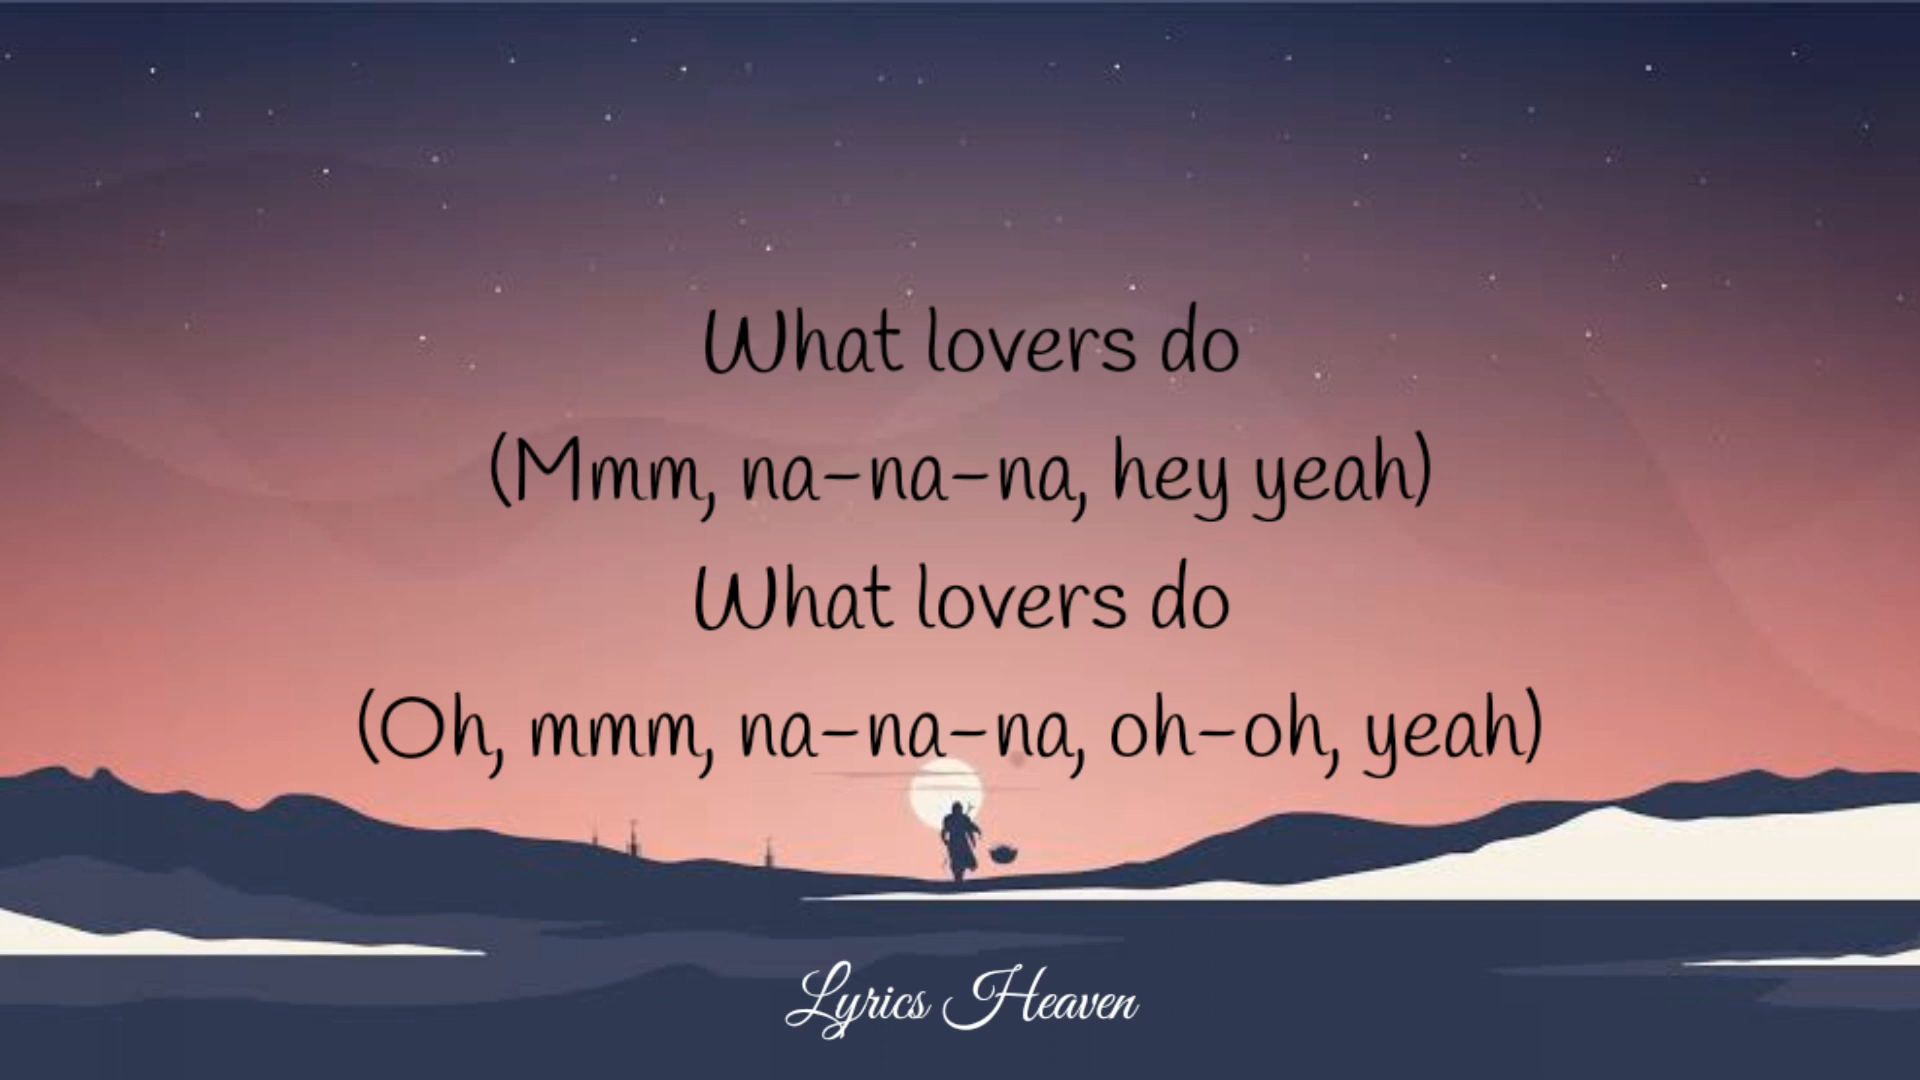 What lovers do
(Mmm, na-na-na, hey yeah)
What lovers do
(Oh, mmm, na-na-na, oh-oh, yeah)
Lyrics Heaven